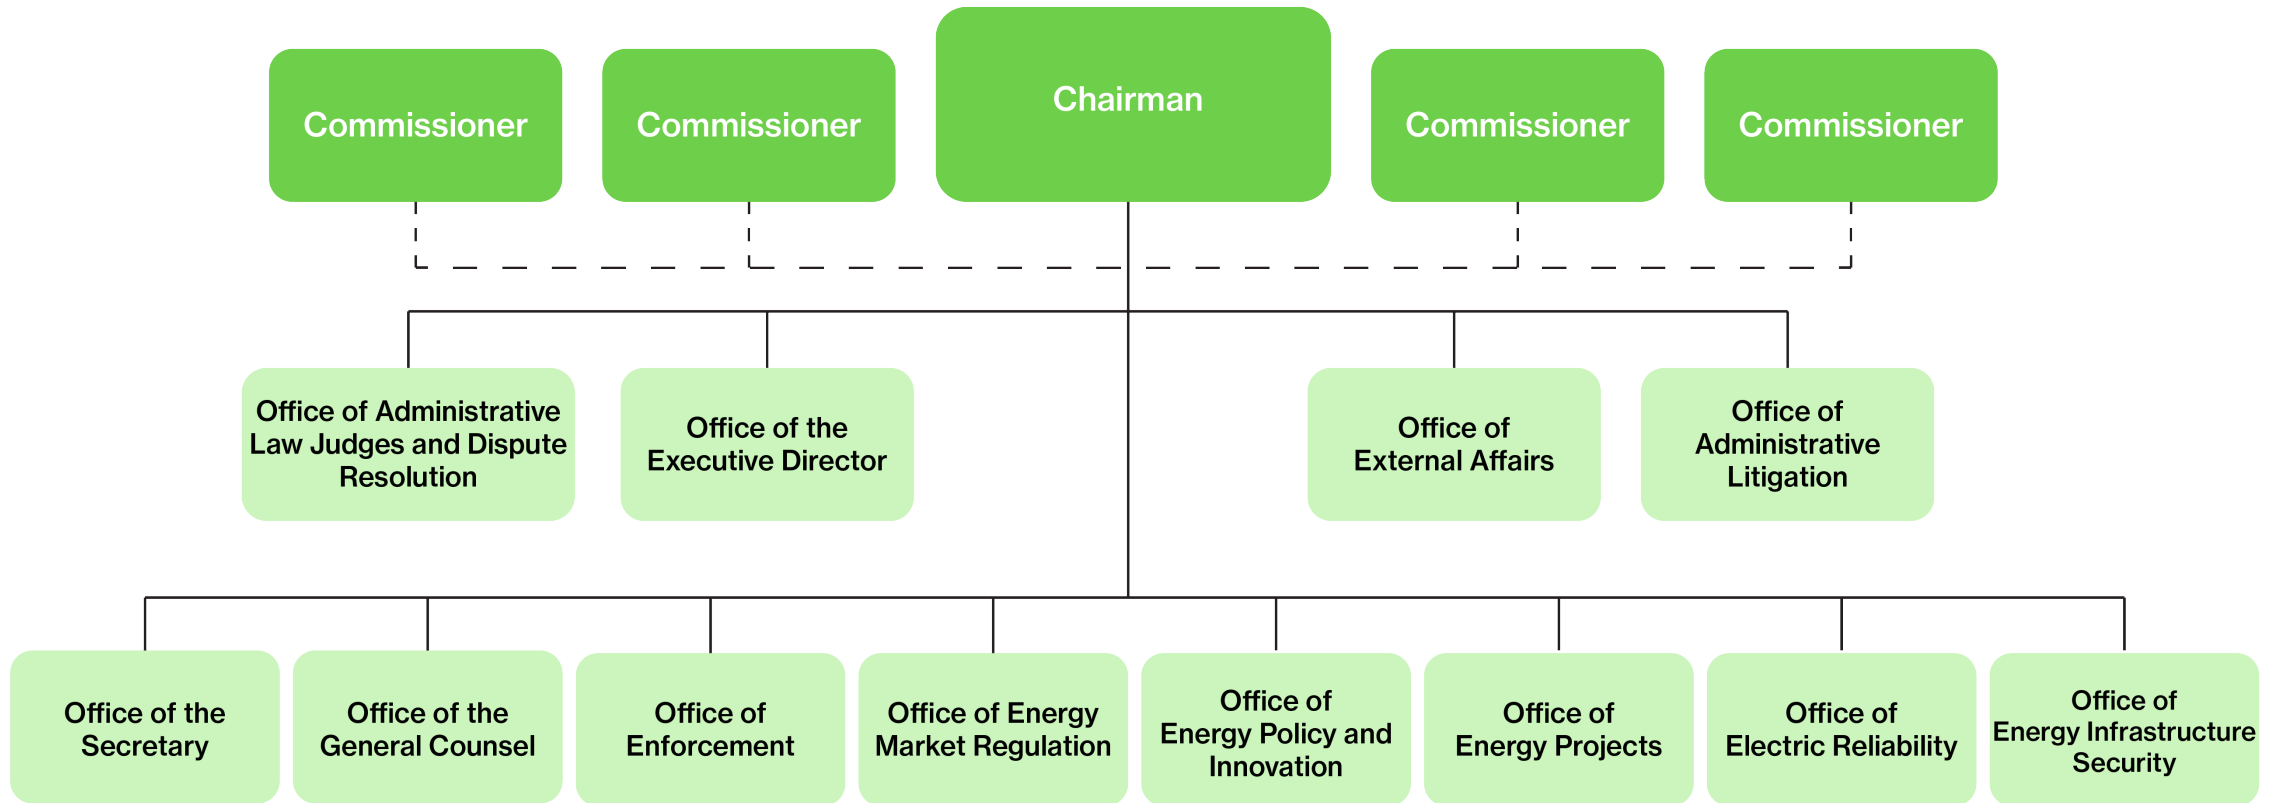 Commissioner
Commissioner
Chairman
Commissioner
Commissioner
Office of Administrative
Law Judges and Dispute
Resolution
Office of the
Executive Director
Office of
External Affairs
Office of
Administrative
Litigation
Office of the
Secretary
Office of the
General Counsel
Office of
Enforcement
Office of Energy
Market Regulation
Office of
Energy Policy and
Innovation
Office of
Energy Projects
Office of
Electric Reliability
Office of
Energy Infrastructure
Security